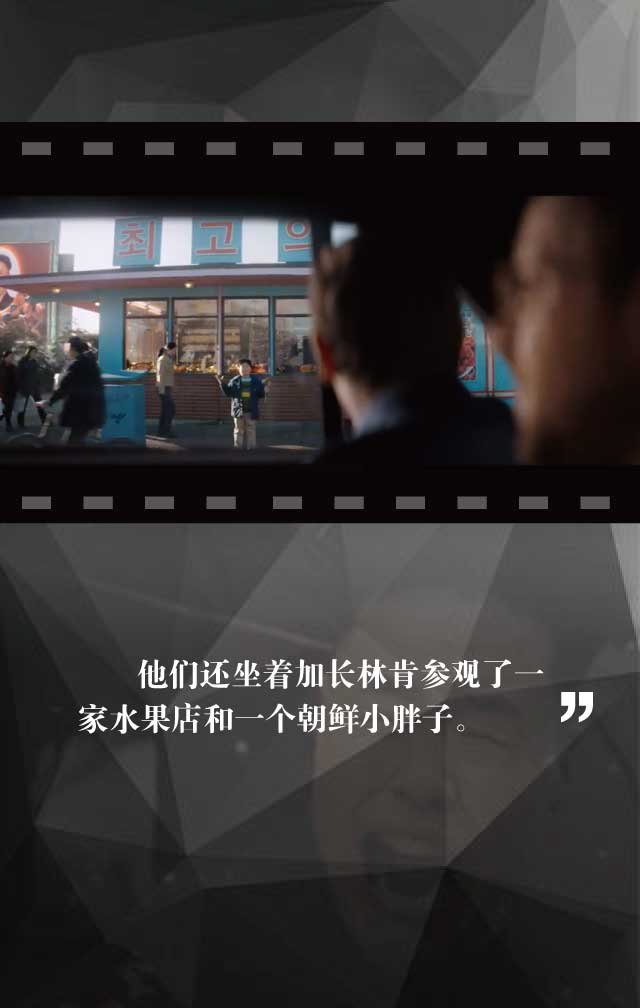 최고의
他们还坐着加长林肯参观了一
家水果店和一个朝鲜小胖子。
”